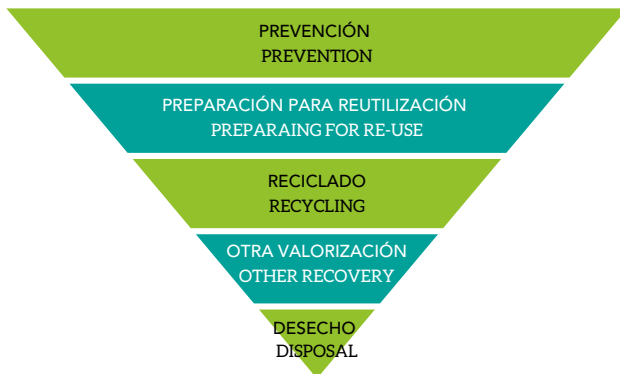 PREVENCIÓN
PREVENTION
PREPARACIÓN PARA REUTILIZACIÓN
PREPARAING FOR RE-USE
RECICLADO
RECYCLING
OTRA VALORIZACIÓN
OTHER RECOVERY
DESECHO
DISPOSAL